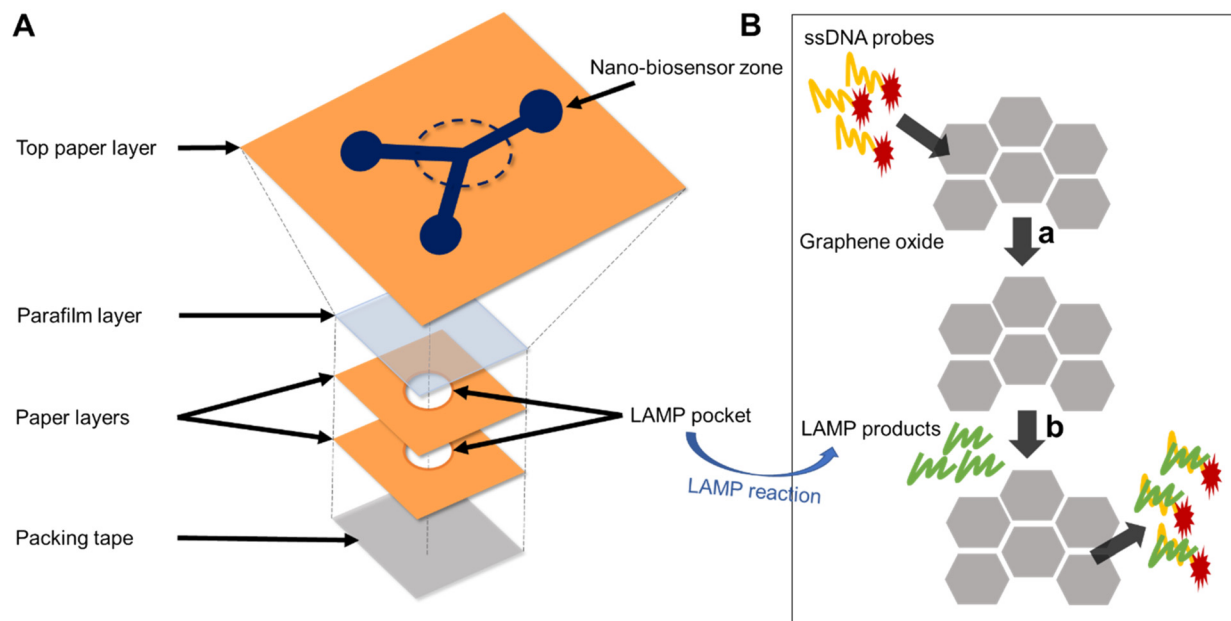 A
Nano-biosensor zone
Top paper layer
Parafilm layer
Paper layers
LAMP pocket
LAMP reaction
Packing tape
B
ssDNA probes
a
Graphene oxide
LAMP products
b